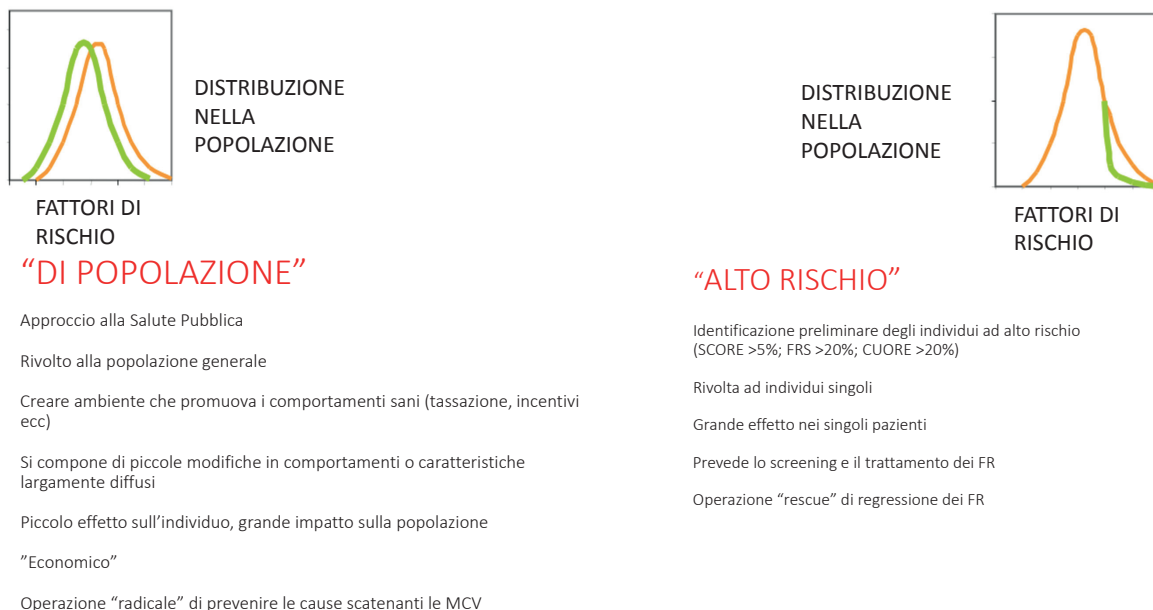 DISTRIBUZIONE
NELLA
POPOLAZIONE
FATTORI DI
RISCHIO
“DI POPOLAZIONE”
Approccio alla Salute Pubblica
Rivolto alla popolazione generale
Creare ambiente che promuova i comportamenti sani (tassazione, incentivi
ecc)
Si compone di piccole modifiche in comportamenti o caratteristiche
largamente diffusi
Piccolo effetto sull’individuo, grande impatto sulla popolazione
”Economico”
Operazione “radicale” di prevenire le cause scatenanti le MCV
DISTRIBUZIONE
NELLA
POPOLAZIONE
FATTORI DI
RISCHIO
“ALTO RISCHIO”
Identificazione preliminare degli individui ad alto rischio
(SCORE >5%; FRS >20%; CUORE >20%)
Rivolta ad individui singoli
Grande effetto nei singoli pazienti
Prevede lo screening e il trattamento dei FR
Operazione “rescue” di regressione dei FR